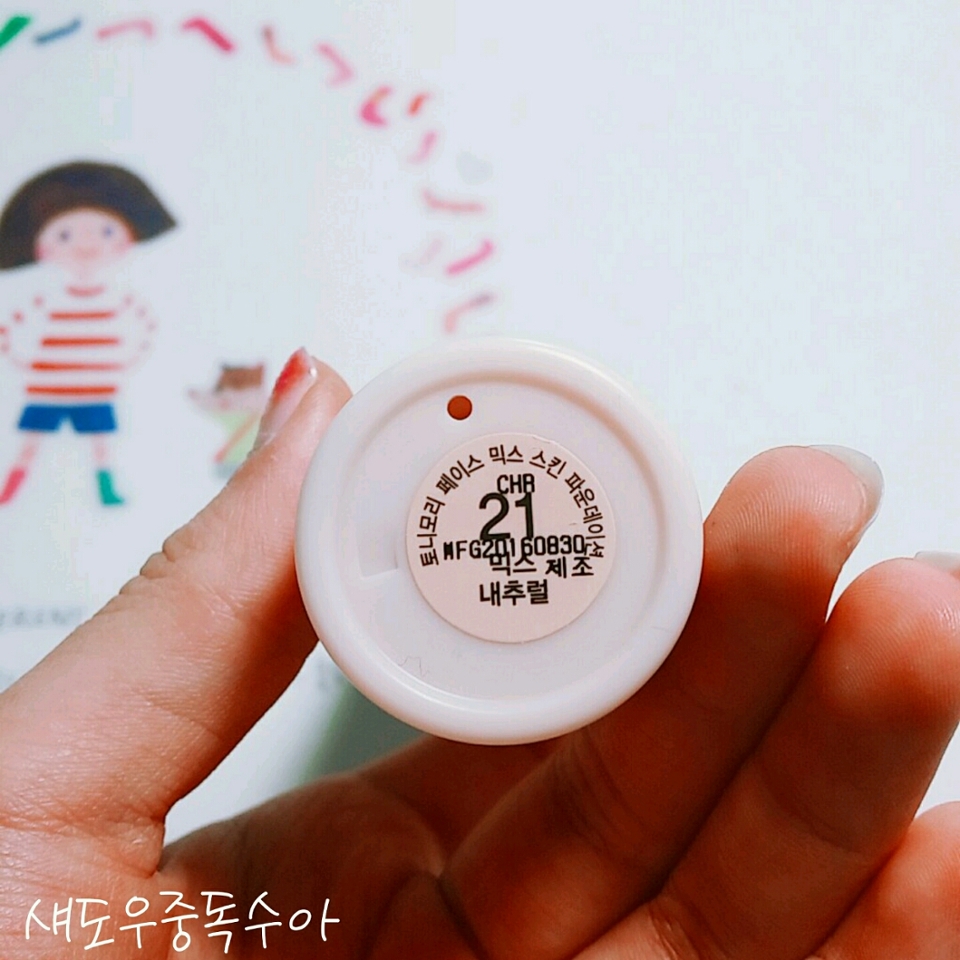 토니모리 페이스 믹스 스킨 파운데이션
CHR
21
MFG20160830
믹스 제조
내추럴
섀도우중독수아